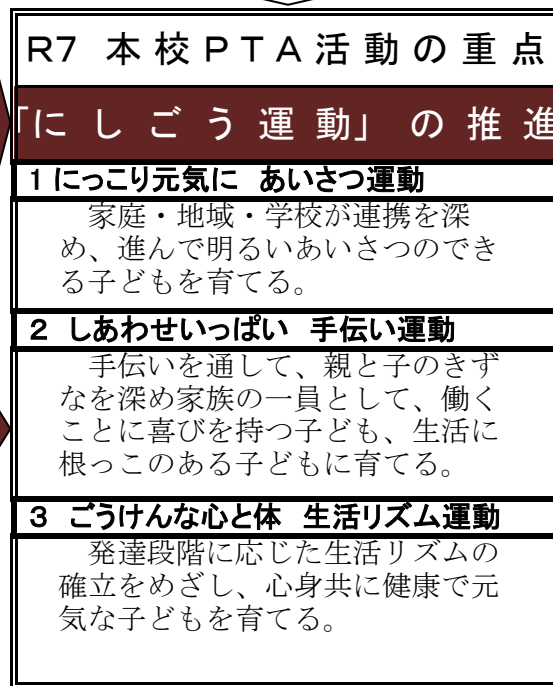 R7 本校PTA活動の重点
「にしごう運動」の推進
1 にっこり元気に あいさつ運動
家庭・地域・学校が連携を深
め、進んで明るいあいさつのでき
る子どもを育てる。
2 しあわせいっぱい 手伝い運動
手伝いを通して、親と子のきず
なを深め家族の一員として、働く
ことに喜びを持つ子ども、生活に
根っこのある子どもに育てる。
3 ごうけんな心と体 生活リズム運動
発達段階に応じた生活リズムの
確立をめざし、心身共に健康で元
気な子どもを育てる。